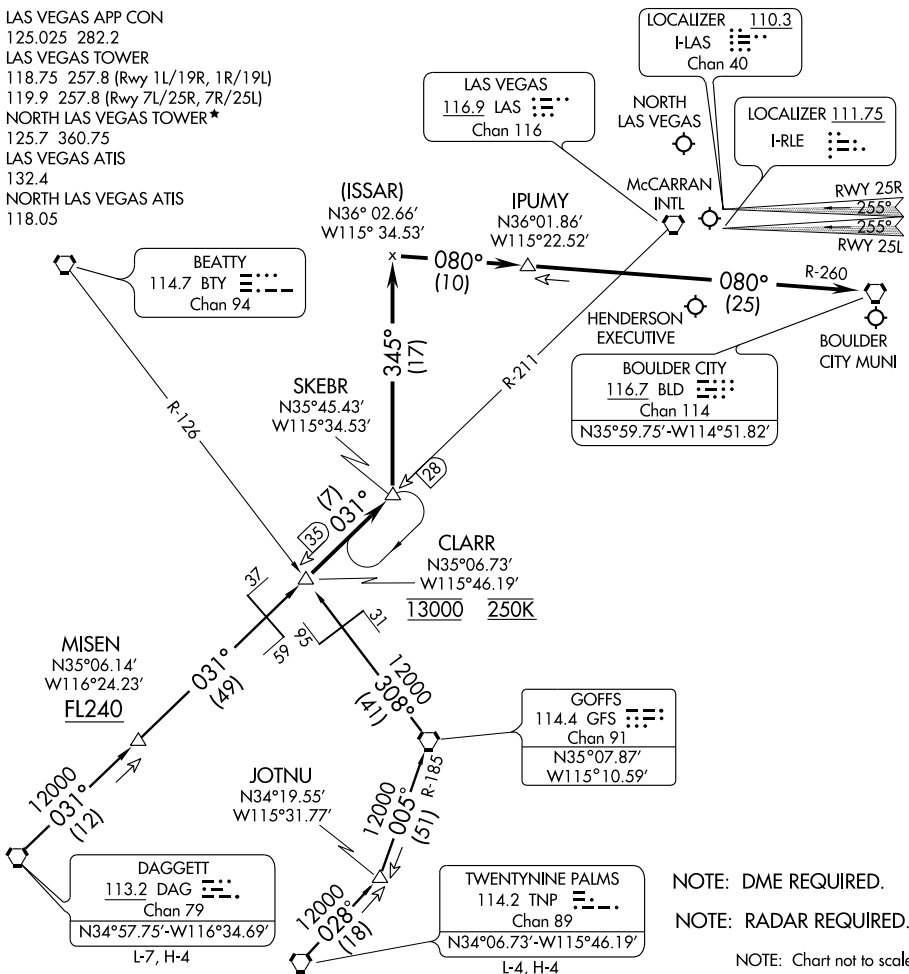 LAS VEGAS APP CON
125.025 282.2
LAS VEGAS TOWER
118.75 257.8 (Rwy 1L/19R, 1R/19L)
119.9 257.8 (Rwy 7L/25R, 7R/25L)
NORTH LAS VEGAS TOWER★
125.7 360.75
LAS VEGAS ATIS
132.4
NORTH LAS VEGAS ATIS
118.05
LOCALIZER 110.3
I-LAS
Chan 40
LAS VEGAS
116.9 LAS
Chan 116
NORTH
LAS VEGAS
LOCALIZER 111.75
I-RLE
McCARRAN
INTL
RWY 25R
255°
255°
RWY 25L
(ISSAR)
N36° 02.66′
W115° 34.53′
IPUMY
N36°01.86′
W115°22.52′
x
080°
(10)
080°
(25)
R-260
BEATTY
114.7 BTY
Chan 94
HENDERSON
EXECUTIVE
BOULDER
CITY MUNI
BOULDER CITY
116.7 BLD
Chan 114
N35°59.75′-W114°51.82′
345°
(17)
R-211
SKEBR
N35°45.43′
W115°34.53′
R-126
28
(7)
031°
35
CLARR
N35°06.73′
W115°46.19′
13000 250K
37
59
31
95
MISEN
N35°06.14′
W116°24.23′
FL240
031°
(49)
12000
308°
(41)
GOFFS
114.4 GFS
Chan 91
N35°07.87′
W115°10.59′
JOTNU
N34°19.55′
W115°31.77′
12000
005°
(51)
R-185
12000
031°
(12)
DAGGETT
113.2 DAG
Chan 79
N34°57.75′-W116°34.69′
L-7, H-4
12000
028°
(18)
TWENTYNINE PALMS
114.2 TNP
Chan 89
N34°06.73′-W115°46.19′
L-4, H-4
NOTE: DME REQUIRED.
NOTE: RADAR REQUIRED.
NOTE: Chart not to scale